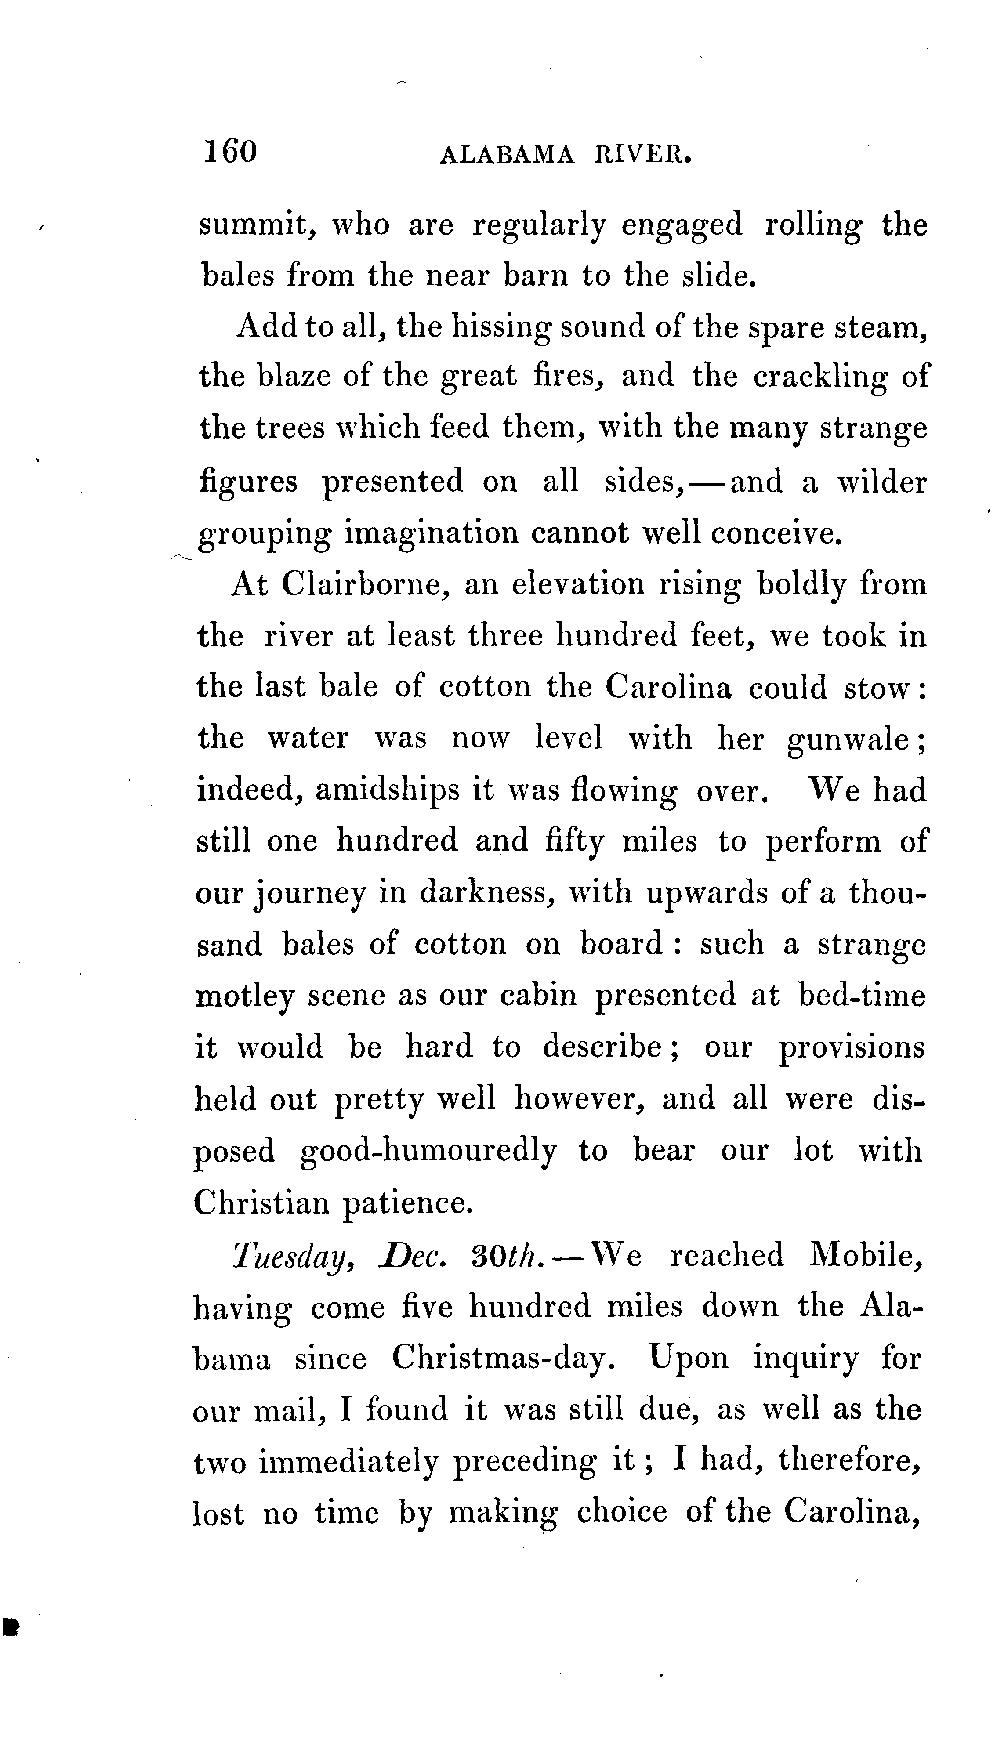 160 ALABAMA RIVER.
summit, who are regularly engaged rolling the
bales from the near barn to the slide.
Add to all, the hissing sound of the spare steam,
the blaze of the great fires, and the crackling of
the trees which feed them, with the many strange
figures presented on all sides,—and a wilder
grouping imagination cannot well conceive.
At Clairborne, an elevation rising boldly from
the river at least three hundred feet, we took in
the last bale of cotton the Carolina could stow:
the water was now level with her gunwale;
indeed, amidships it was flowing over. We had
still one hundred and fifty miles to perform of
our journey in darkness, with upwards of a thou-
sand bales of cotton on board: such a strange
motley scene as our cabin presented at bed-time
it would be hard to describe; our provisions
held out pretty well however, and all were dis-
posed good-humouredly to bear our lot with
Christian patience.
Tuesday, Dec. 30th.—We reached Mobile,
having come five hundred miles down the Ala-
bama since Christmas-day. Upon inquiry for
our mail, I found it was still due, as well as the
two immediately preceding it; I had, therefore,
lost no time by making choice of the Carolina,